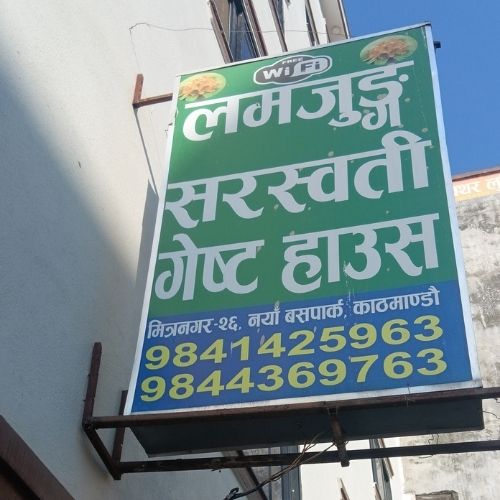 FREE
WiFi
लमजुङ्ग
सरस्वती
गेष्ट हाउस
मित्रनगर-२६, नयाँ बसपार्क, काठमाण्डौ
9841425963
9844369763